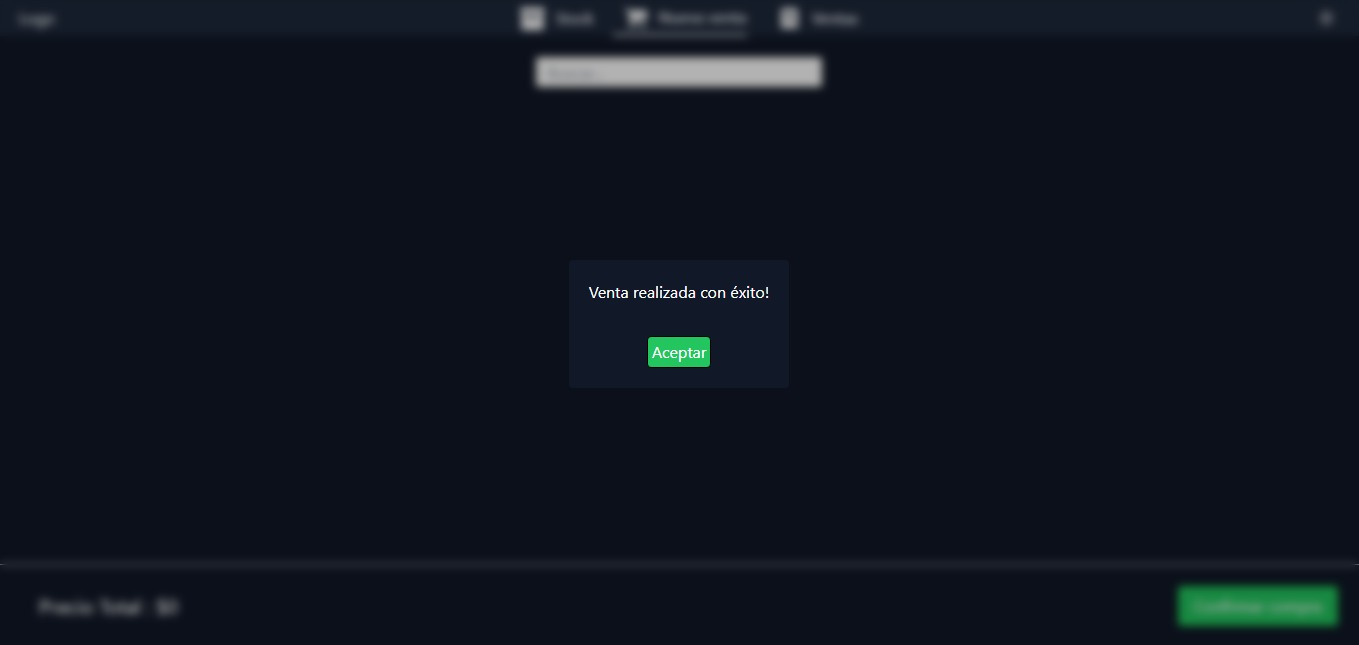 Logo
Stock
Nueva venta
Ventas
Buscar...
Venta realizada con éxito!
Aceptar
Precio Total : $0
Confirmar compra